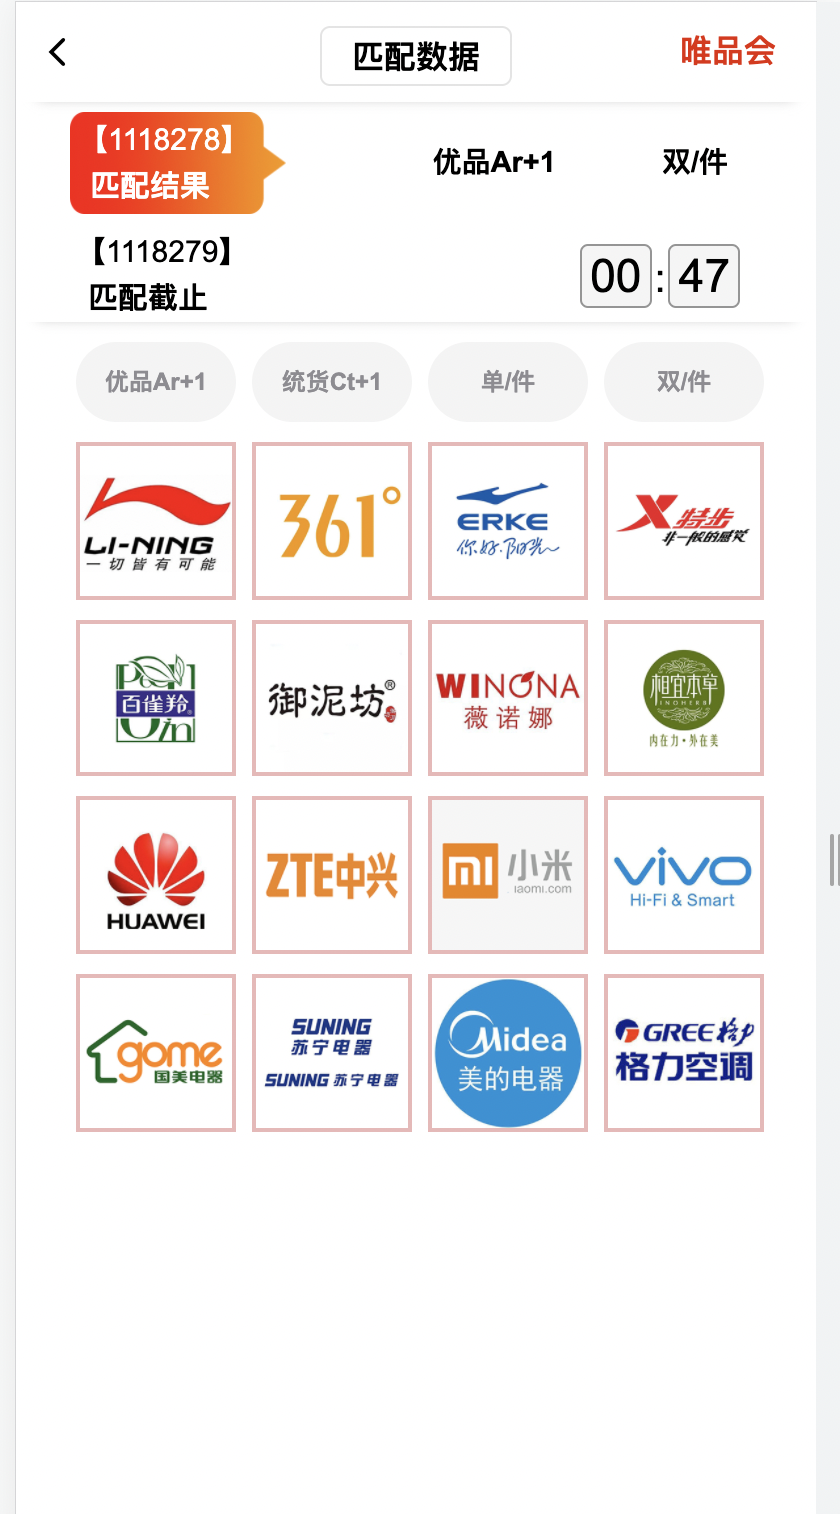 匹配数据
唯品会
【1118278】
匹配结果
优品Ar+1
双/件
【1118279】
匹配截止
00:47
优品Ar+1
统货Ct+1
单/件
双/件
LI-NING
一切皆有可能
361°
ERKE
你好,阳光
特步
非一般的感觉
百雀羚
御泥坊®
WINONA
薇诺娜
相宜本草
INOHERB
内在力·外在美
HUAWEI
ZTE中兴
mi 小米
iaomi.com
vivo
Hi-Fi & Smart
gome
国美电器
SUNING
苏宁电器
SUNING 苏宁电器
Midea
美的电器
GREE格力
格力空调